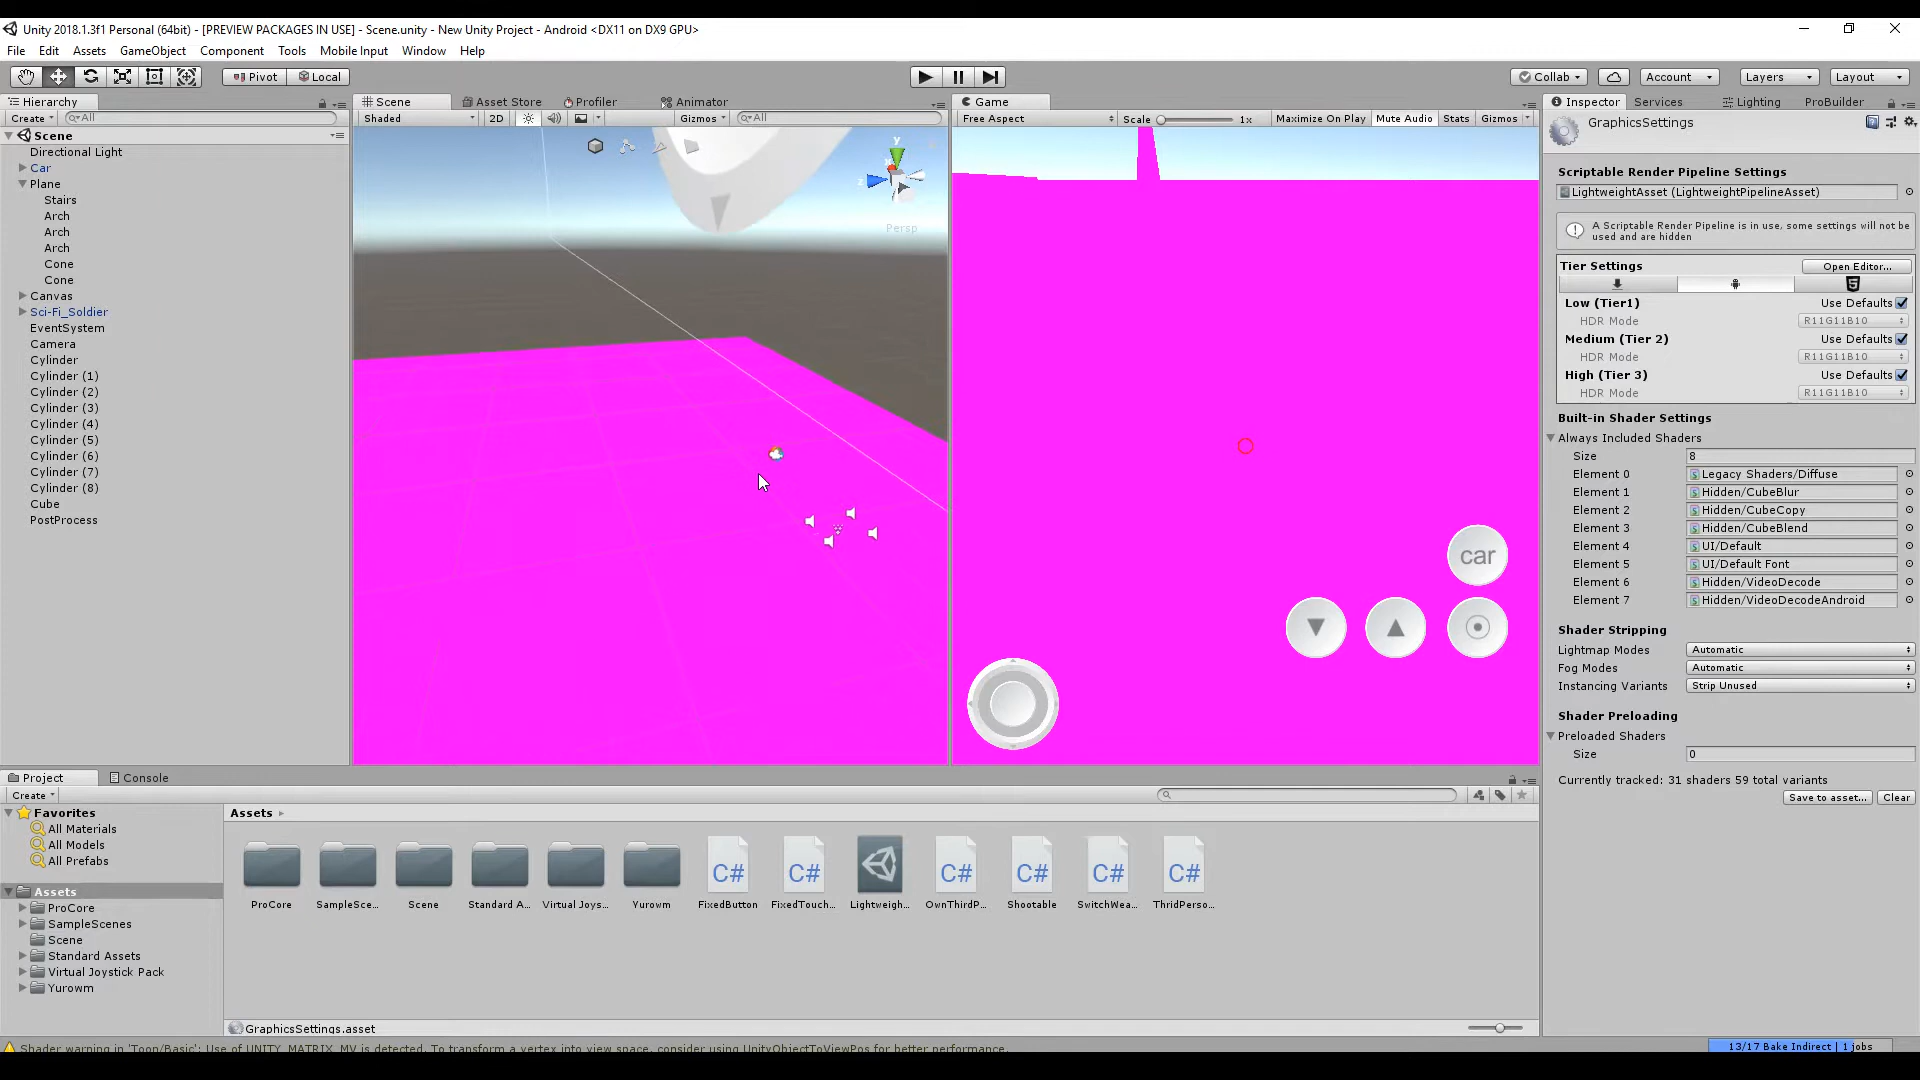 Unity 2018.1.3f1 Personal (64bit) - [PREVIEW PACKAGES IN USE] - Scene.unity - New Unity Project - Android <DX11 on DX9 GPU>
File Edit Assets GameObject Component Tools Mobile Input Window Help
Pivot Local Collab Account Layers Layout
Hierarchy
Create All
Scene
Directional Light
Car
Plane
Stairs
Arch
Arch
Arch
Cone
Cone
Canvas
Sci-Fi_Soldier
EventSystem
Camera
Cylinder
Cylinder (1)
Cylinder (2)
Cylinder (3)
Cylinder (4)
Cylinder (5)
Cylinder (6)
Cylinder (7)
Cylinder (8)
Cube
PostProcess
Scene Asset Store Profiler Animator
Shaded 2D Gizmos All
y
x
z
Persp
Game
Free Aspect Scale 1x Maximize On Play Mute Audio Stats Gizmos
car
Inspector Services Lighting ProBuilder
GraphicsSettings
Scriptable Render Pipeline Settings
LightweightAsset (LightweightPipelineAsset)
A Scriptable Render Pipeline is in use, some settings will not be
used and are hidden
Tier Settings Open Editor...
Low (Tier1) Use Defaults
HDR Mode R11G11B10
Medium (Tier 2) Use Defaults
HDR Mode R11G11B10
High (Tier 3) Use Defaults
HDR Mode R11G11B10
Built-in Shader Settings
Always Included Shaders
Size 8
Element 0 Legacy Shaders/Diffuse
Element 1 Hidden/CubeBlur
Element 2 Hidden/CubeCopy
Element 3 Hidden/CubeBlend
Element 4 UI/Default
Element 5 UI/Default Font
Element 6 Hidden/VideoDecode
Element 7 Hidden/VideoDecodeAndroid
Shader Stripping
Lightmap Modes Automatic
Fog Modes Automatic
Instancing Variants Strip Unused
Shader Preloading
Preloaded Shaders
Size 0
Currently tracked: 31 shaders 59 total variants
Save to asset... Clear
Project Console
Create
Favorites
All Materials
All Models
All Prefabs
Assets
ProCore
SampleScenes
Scene
Standard Assets
Virtual Joystick Pack
Yurowm
Assets
C# C# C# C# C# C#
ProCore SampleSce... Scene Standard A... Virtual Joys... Yurowm FixedButton FixedTouch... Lightweigh... OwnThirdP... Shootable SwitchWea... ThridPerso...
GraphicsSettings.asset
Shader warning in 'Toon/Basic': Use of UNITY_MATRIX_MV is detected. To transform a vertex into view space, consider using UnityObjectToViewPos for better performance.
13/17 Bake Indirect | 1 jobs